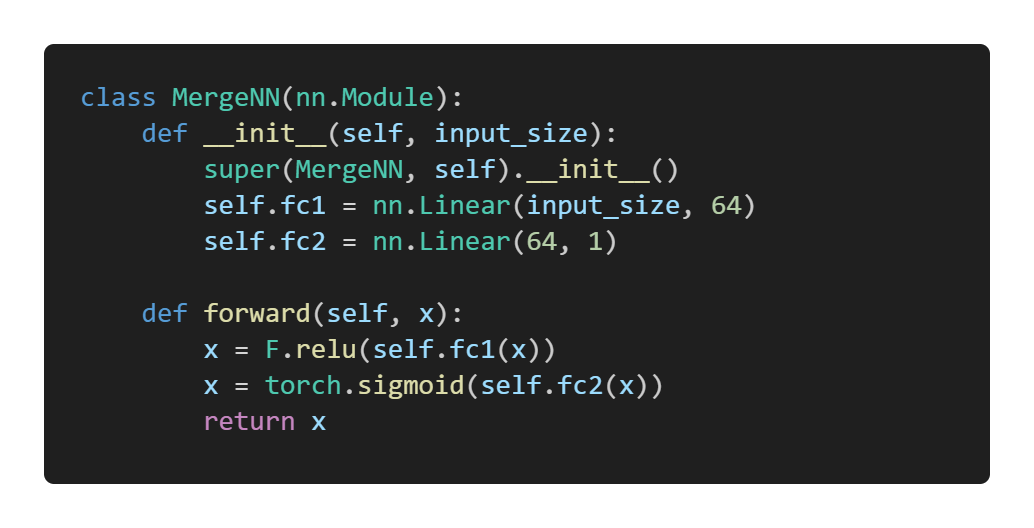 class MergeNN(nn.Module):
    def __init__(self, input_size):
        super(MergeNN, self).__init__()
        self.fc1 = nn.Linear(input_size, 64)
        self.fc2 = nn.Linear(64, 1)

    def forward(self, x):
        x = F.relu(self.fc1(x))
        x = torch.sigmoid(self.fc2(x))
        return x